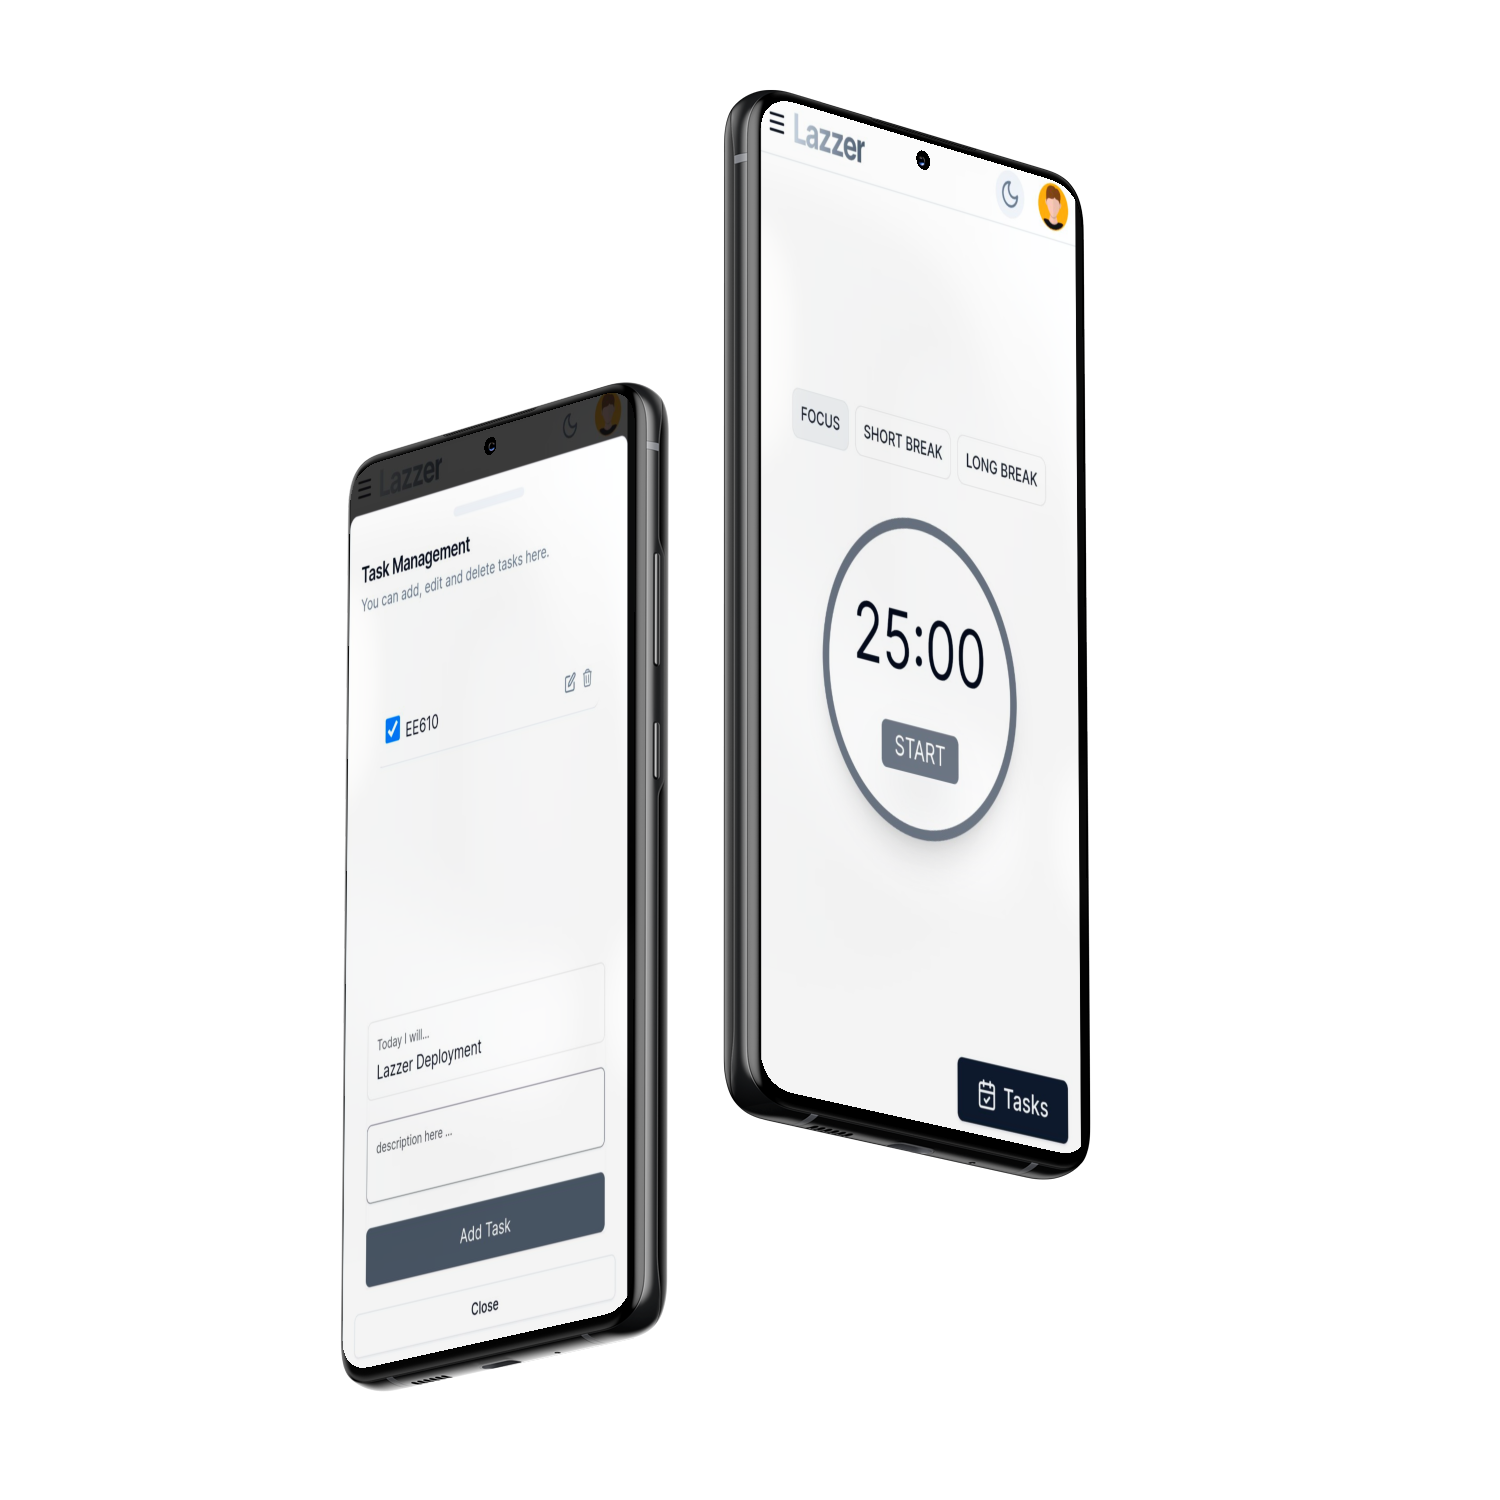 Lazzer
Task Management
You can add, edit and delete tasks here.
EE610
Today I will...
Lazzer Deployment
description here ...
Add Task
Close
Lazzer
FOCUS
SHORT BREAK
LONG BREAK
25:00
START
Tasks